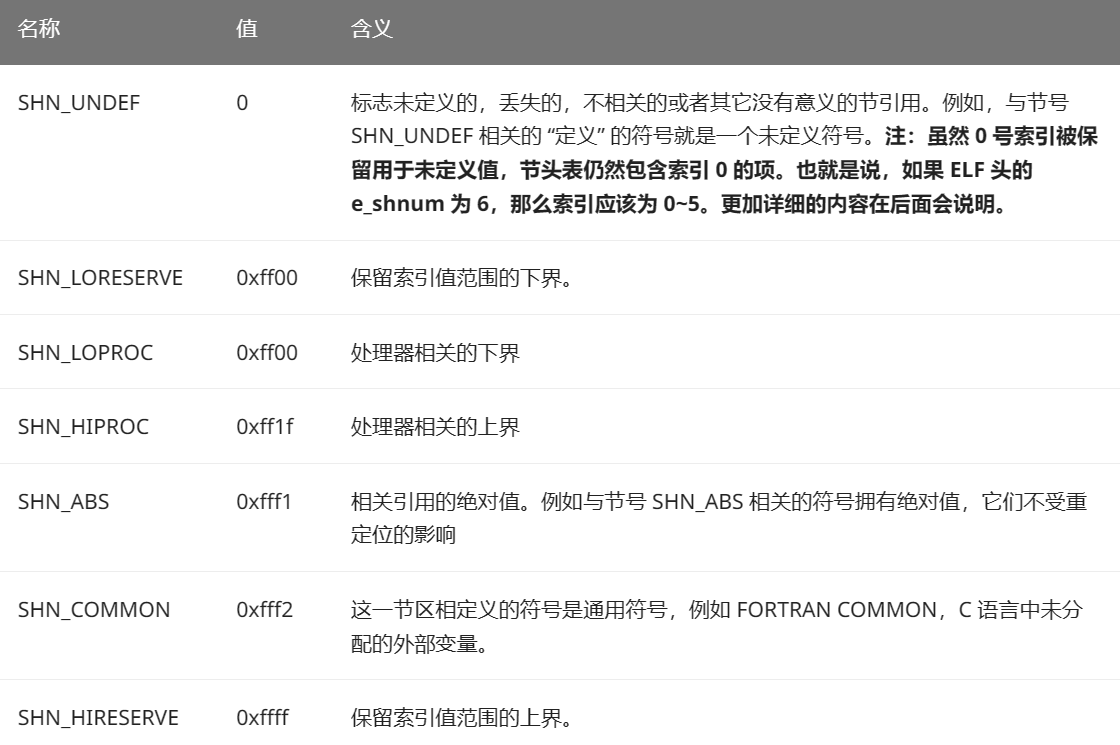 名称 值 含义
SHN_UNDEF 0 标志未定义的，丢失的，不相关的或者其它没有意义的节引用。例如，与节号
SHN_UNDEF 相关的 “定义” 的符号就是一个未定义符号。注：虽然 0 号索引被保
留用于未定义值，节头表仍然包含索引 0 的项。也就是说，如果 ELF 头的
e_shnum 为 6，那么索引应该为 0~5。更加详细的内容在后面会说明。
SHN_LORESERVE 0xff00 保留索引值范围的下界。
SHN_LOPROC 0xff00 处理器相关的下界
SHN_HIPROC 0xff1f 处理器相关的上界
SHN_ABS 0xfff1 相关引用的绝对值。例如与节号 SHN_ABS 相关的符号拥有绝对值，它们不受重
定位的影响
SHN_COMMON 0xfff2 这一节区相定义的符号是通用符号，例如 FORTRAN COMMON，C 语言中未分
配的外部变量。
SHN_HIRESERVE 0xffff 保留索引值范围的上界。